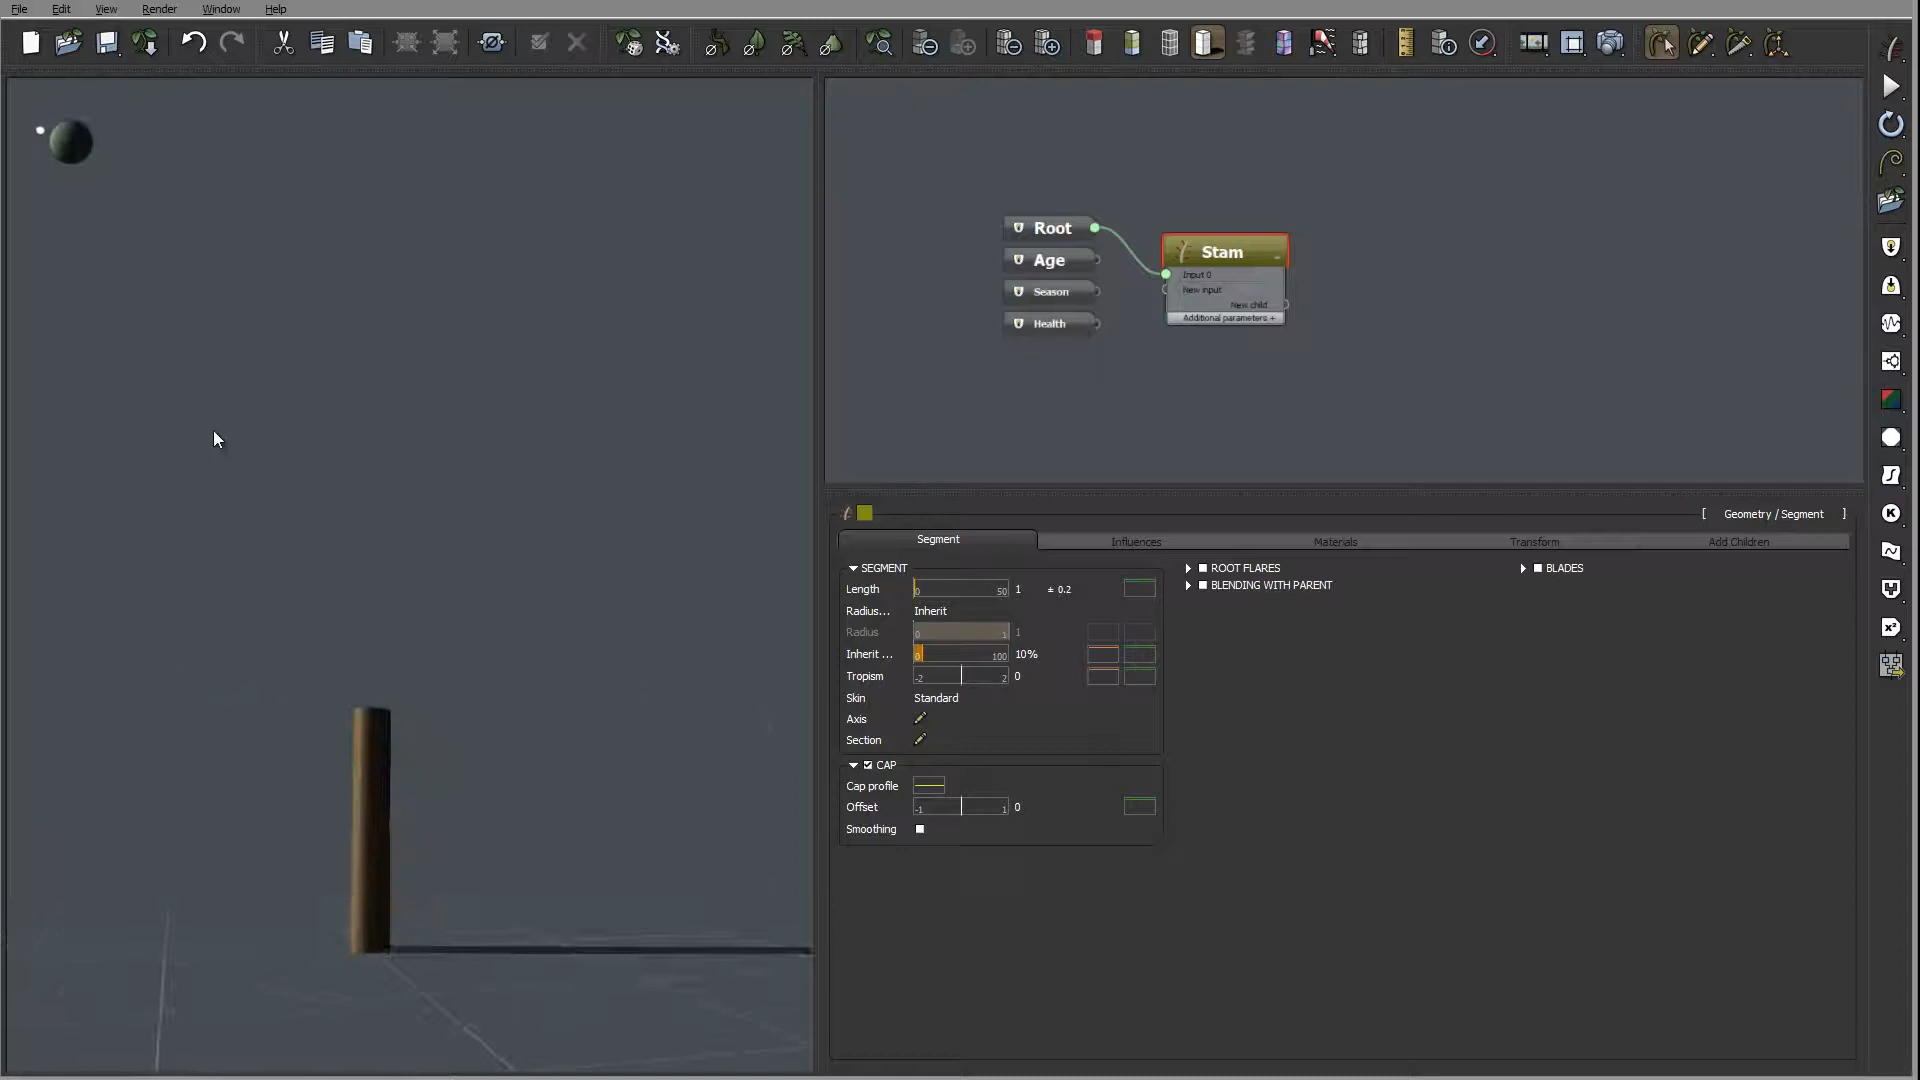 File Edit View Render Window Help
Root
Age
Season
Health
Stam
Input 0
New input
New child
Additional parameters +
[ Geometry / Segment ]
Segment Influences Materials Transform Add Children
SEGMENT
Length 0 50 1 ± 0.2
Radius... Inherit
Radius 0 1 1
Inherit ... 0 100 10%
Tropism -2 2 0
Skin Standard
Axis
Section
CAP
Cap profile
Offset -1 1 0
Smoothing
ROOT FLARES
BLENDING WITH PARENT
BLADES
K
x²